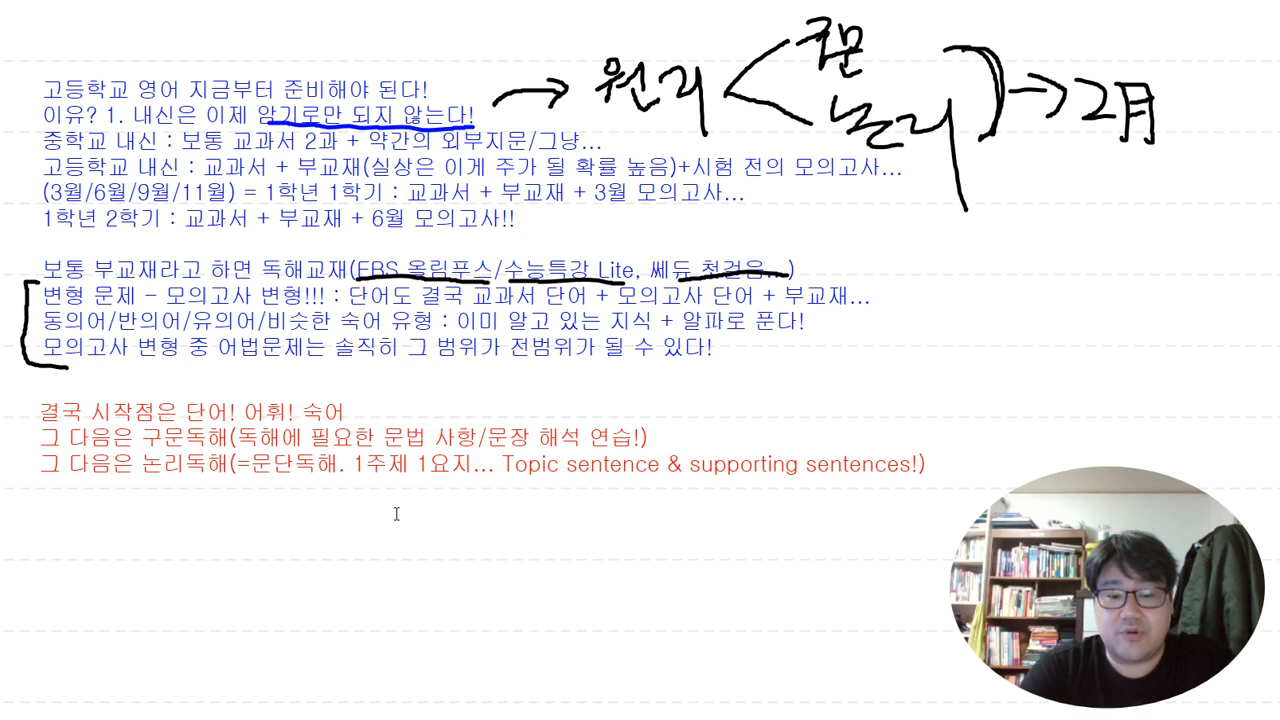 고등학교 영어 지금부터 준비해야 된다!
이유? 1. 내신은 이제 암기로만 되지 않는다!
→ 원리 < 구문 논리 ) → 2月
중학교 내신 : 보통 교과서 2과 + 약간의 외부지문/그냥...
고등학교 내신 : 교과서 + 부교재(실상은 이게 주가 될 확률 높음)+시험 전의 모의고사...
(3월/6월/9월/11월) = 1학년 1학기 : 교과서 + 부교재 + 3월 모의고사...
1학년 2학기 : 교과서 + 부교재 + 6월 모의고사!!
보통 부교재라고 하면 독해교재(EBS 올림푸스/수능특강 Lite, 쎄듀 첫걸음...)
변형 문제 - 모의고사 변형!!! : 단어도 결국 교과서 단어 + 모의고사 단어 + 부교재...
동의어/반의어/유의어/비슷한 숙어 유형 : 이미 알고 있는 지식 + 알파로 푼다!
모의고사 변형 중 어법문제는 솔직히 그 범위가 전범위가 될 수 있다!
결국 시작점은 단어! 어휘! 숙어
그 다음은 구문독해(독해에 필요한 문법 사항/문장 해석 연습!)
그 다음은 논리독해(=문단독해. 1주제 1요지... Topic sentence & supporting sentences!)